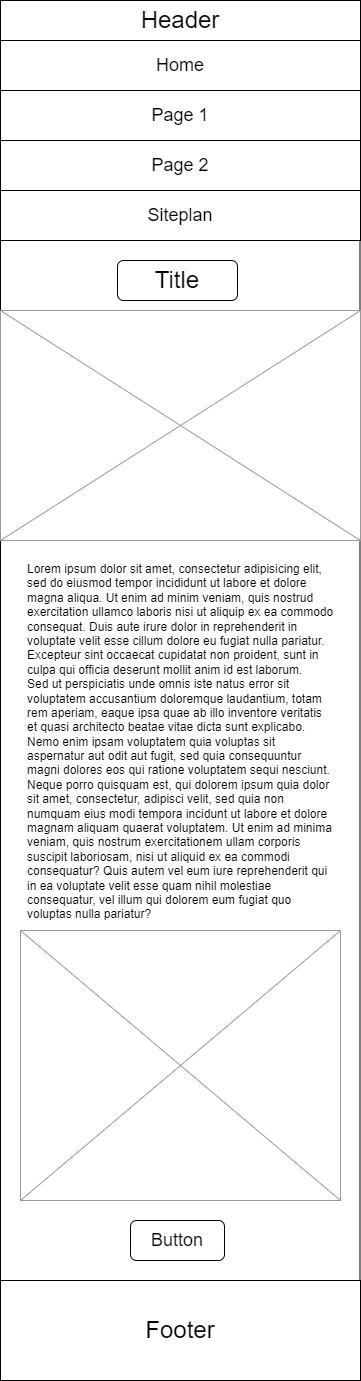 Header
Home
Page 1
Page 2
Siteplan
Title
Lorem ipsum dolor sit amet, consectetur adipisicing elit,
sed do eiusmod tempor incididunt ut labore et dolore
magna aliqua. Ut enim ad minim veniam, quis nostrud
exercitation ullamco laboris nisi ut aliquip ex ea commodo
consequat. Duis aute irure dolor in reprehenderit in
voluptate velit esse cillum dolore eu fugiat nulla pariatur.
Excepteur sint occaecat cupidatat non proident, sunt in
culpa qui officia deserunt mollit anim id est laborum.
Sed ut perspiciatis unde omnis iste natus error sit
voluptatem accusantium doloremque laudantium, totam
rem aperiam, eaque ipsa quae ab illo inventore veritatis
et quasi architecto beatae vitae dicta sunt explicabo.
Nemo enim ipsam voluptatem quia voluptas sit
aspernatur aut odit aut fugit, sed quia consequuntur
magni dolores eos qui ratione voluptatem sequi nesciunt.
Neque porro quisquam est, qui dolorem ipsum quia dolor
sit amet, consectetur, adipisci velit, sed quia non
numquam eius modi tempora incidunt ut labore et dolore
magnam aliquam quaerat voluptatem. Ut enim ad minima
veniam, quis nostrum exercitationem ullam corporis
suscipit laboriosam, nisi ut aliquid ex ea commodi
consequatur? Quis autem vel eum iure reprehenderit qui
in ea voluptate velit esse quam nihil molestiae
consequatur, vel illum qui dolorem eum fugiat quo
voluptas nulla pariatur?
Button
Footer